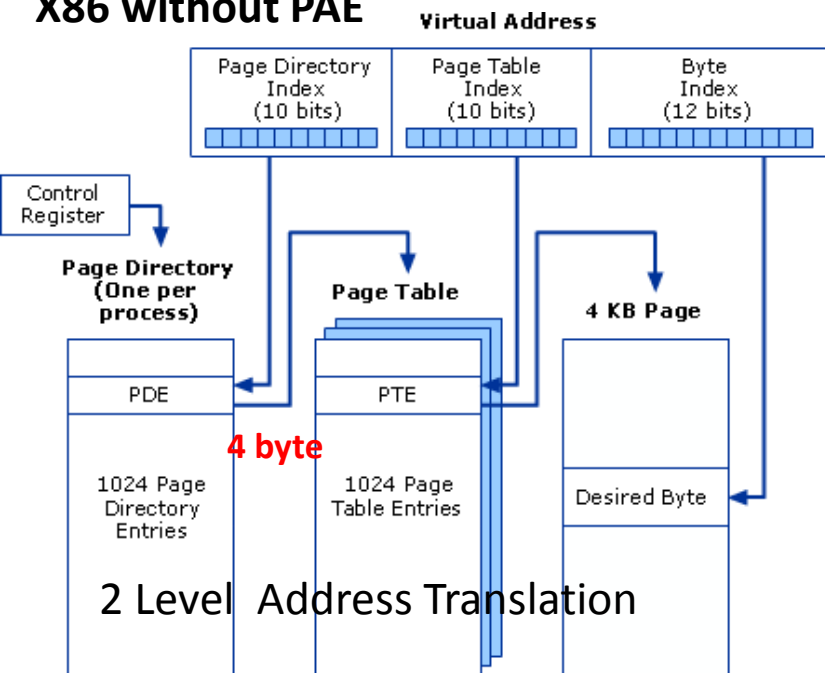 X86 without PAE
Virtual Address
Page Directory
Index
(10 bits)
Page Table
Index
(10 bits)
Byte
Index
(12 bits)
Control
Register
Page Directory
(One per
process)
Page Table
4 KB Page
PDE
PTE
4 byte
1024 Page
Directory
Entries
1024 Page
Table Entries
Desired Byte
2 Level Address Translation